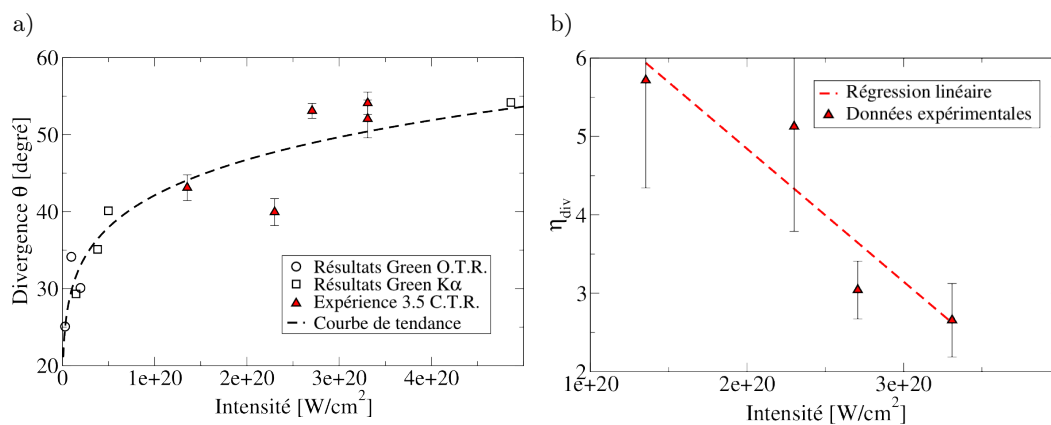 a)
60
50
40
30
20
Divergence θ [degré]
Résultats Green O.T.R.
Résultats Green Kα
Expérience 3.5 C.T.R.
Courbe de tendance
0
1e+20
2e+20
3e+20
4e+20
Intensité [W/cm²]
b)
6
5
4
3
2
η_div
Régression linéaire
Données expérimentales
1e+20
2e+20
3e+20
Intensité [W/cm²]